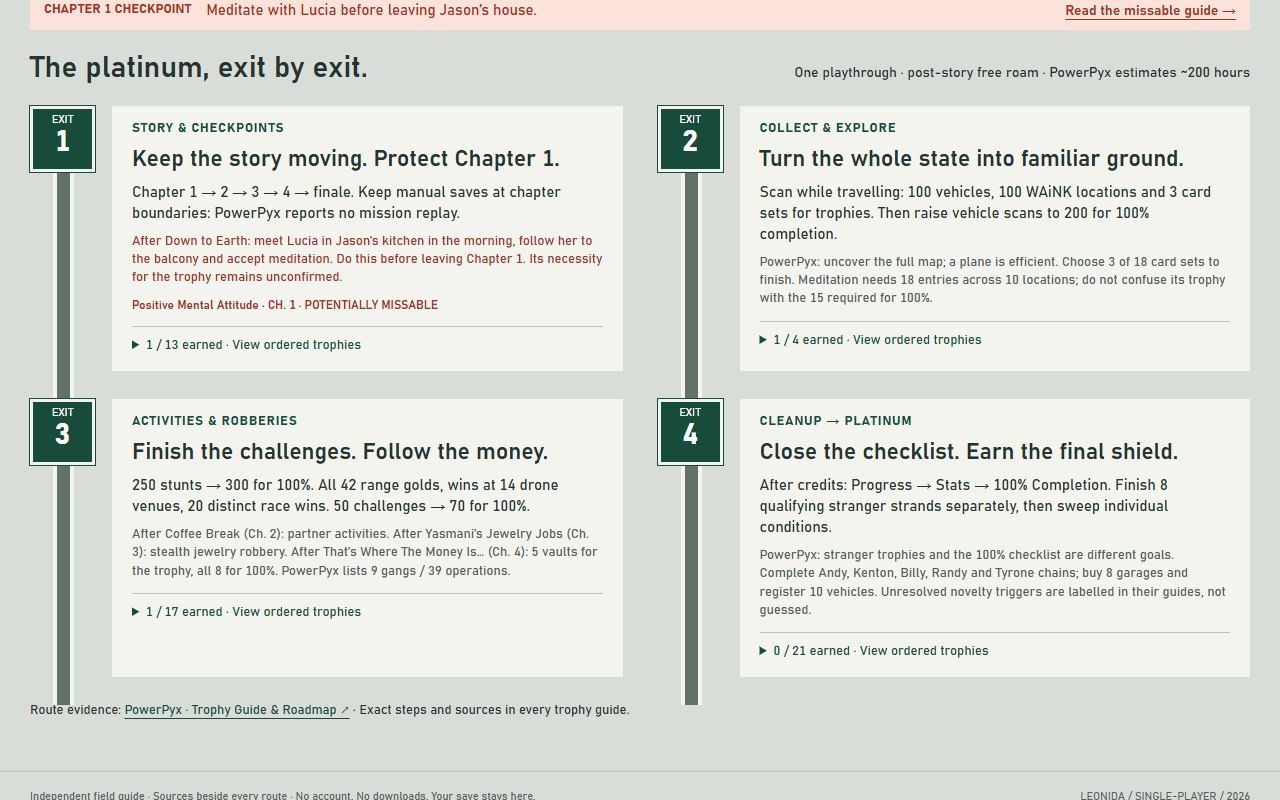 CHAPTER 1 CHECKPOINT Meditate with Lucia before leaving Jason's house. Read the missable guide →
The platinum, exit by exit.
One playthrough · post-story free roam · PowerPyx estimates ~200 hours
EXIT
1
STORY & CHECKPOINTS
Keep the story moving. Protect Chapter 1.
Chapter 1 → 2 → 3 → 4 → finale. Keep manual saves at chapter
boundaries: PowerPyx reports no mission replay.
After Down to Earth: meet Lucia in Jason's kitchen in the morning, follow her to
the balcony and accept meditation. Do this before leaving Chapter 1. Its necessity
for the trophy remains unconfirmed.
Positive Mental Attitude · CH. 1 · POTENTIALLY MISSABLE
▶ 1 / 13 earned · View ordered trophies
EXIT
2
COLLECT & EXPLORE
Turn the whole state into familiar ground.
Scan while travelling: 100 vehicles, 100 WAiNK locations and 3 card
sets for trophies. Then raise vehicle scans to 200 for 100%
completion.
PowerPyx: uncover the full map; a plane is efficient. Choose 3 of 18 card sets to
finish. Meditation needs 18 entries across 10 locations; do not confuse its trophy
with the 15 required for 100%.
▶ 1 / 4 earned · View ordered trophies
EXIT
3
ACTIVITIES & ROBBERIES
Finish the challenges. Follow the money.
250 stunts → 300 for 100%. All 42 range golds, wins at 14 drone
venues, 20 distinct race wins. 50 challenges → 70 for 100%.
After Coffee Break (Ch. 2): partner activities. After Yasmani's Jewelry Jobs (Ch.
3): stealth jewelry robbery. After That's Where The Money Is… (Ch. 4): 5 vaults for
the trophy, all 8 for 100%. PowerPyx lists 9 gangs / 39 operations.
▶ 1 / 17 earned · View ordered trophies
EXIT
4
CLEANUP → PLATINUM
Close the checklist. Earn the final shield.
After credits: Progress → Stats → 100% Completion. Finish 8
qualifying stranger strands separately, then sweep individual
conditions.
PowerPyx: stranger trophies and the 100% checklist are different goals.
Complete Andy, Kenton, Billy, Randy and Tyrone chains; buy 8 garages and
register 10 vehicles. Unresolved novelty triggers are labelled in their guides, not
guessed.
▶ 0 / 21 earned · View ordered trophies
Route evidence: PowerPyx · Trophy Guide & Roadmap ↗ · Exact steps and sources in every trophy guide.
Independent field guide · Sources beside every route · No account. No downloads. Your save stays here.
LEONIDA / SINGLE-PLAYER / 2026